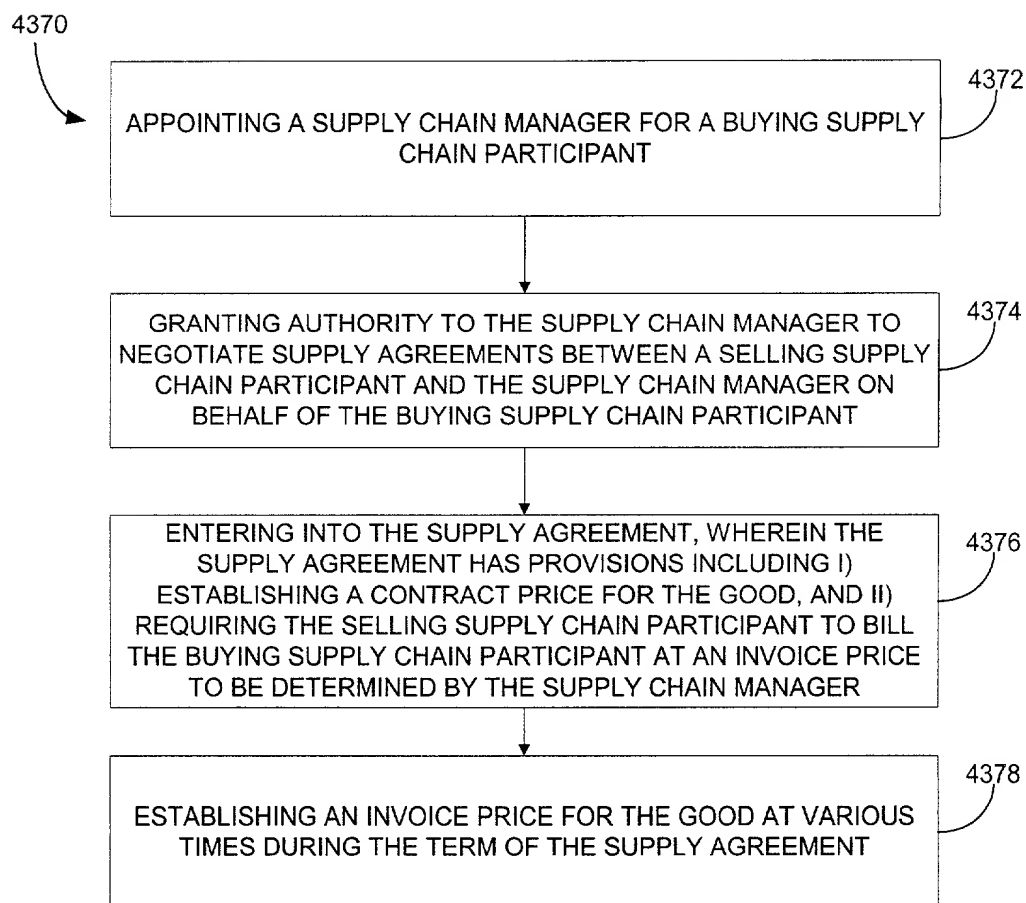 4370
4372
APPOINTING A SUPPLY CHAIN MANAGER FOR A BUYING SUPPLY
CHAIN PARTICIPANT
4374
GRANTING AUTHORITY TO THE SUPPLY CHAIN MANAGER TO
NEGOTIATE SUPPLY AGREEMENTS BETWEEN A SELLING SUPPLY
CHAIN PARTICIPANT AND THE SUPPLY CHAIN MANAGER ON
BEHALF OF THE BUYING SUPPLY CHAIN PARTICIPANT
4376
ENTERING INTO THE SUPPLY AGREEMENT, WHEREIN THE
SUPPLY AGREEMENT HAS PROVISIONS INCLUDING I)
ESTABLISHING A CONTRACT PRICE FOR THE GOOD, AND II)
REQUIRING THE SELLING SUPPLY CHAIN PARTICIPANT TO BILL
THE BUYING SUPPLY CHAIN PARTICIPANT AT AN INVOICE PRICE
TO BE DETERMINED BY THE SUPPLY CHAIN MANAGER
4378
ESTABLISHING AN INVOICE PRICE FOR THE GOOD AT VARIOUS
TIMES DURING THE TERM OF THE SUPPLY AGREEMENT